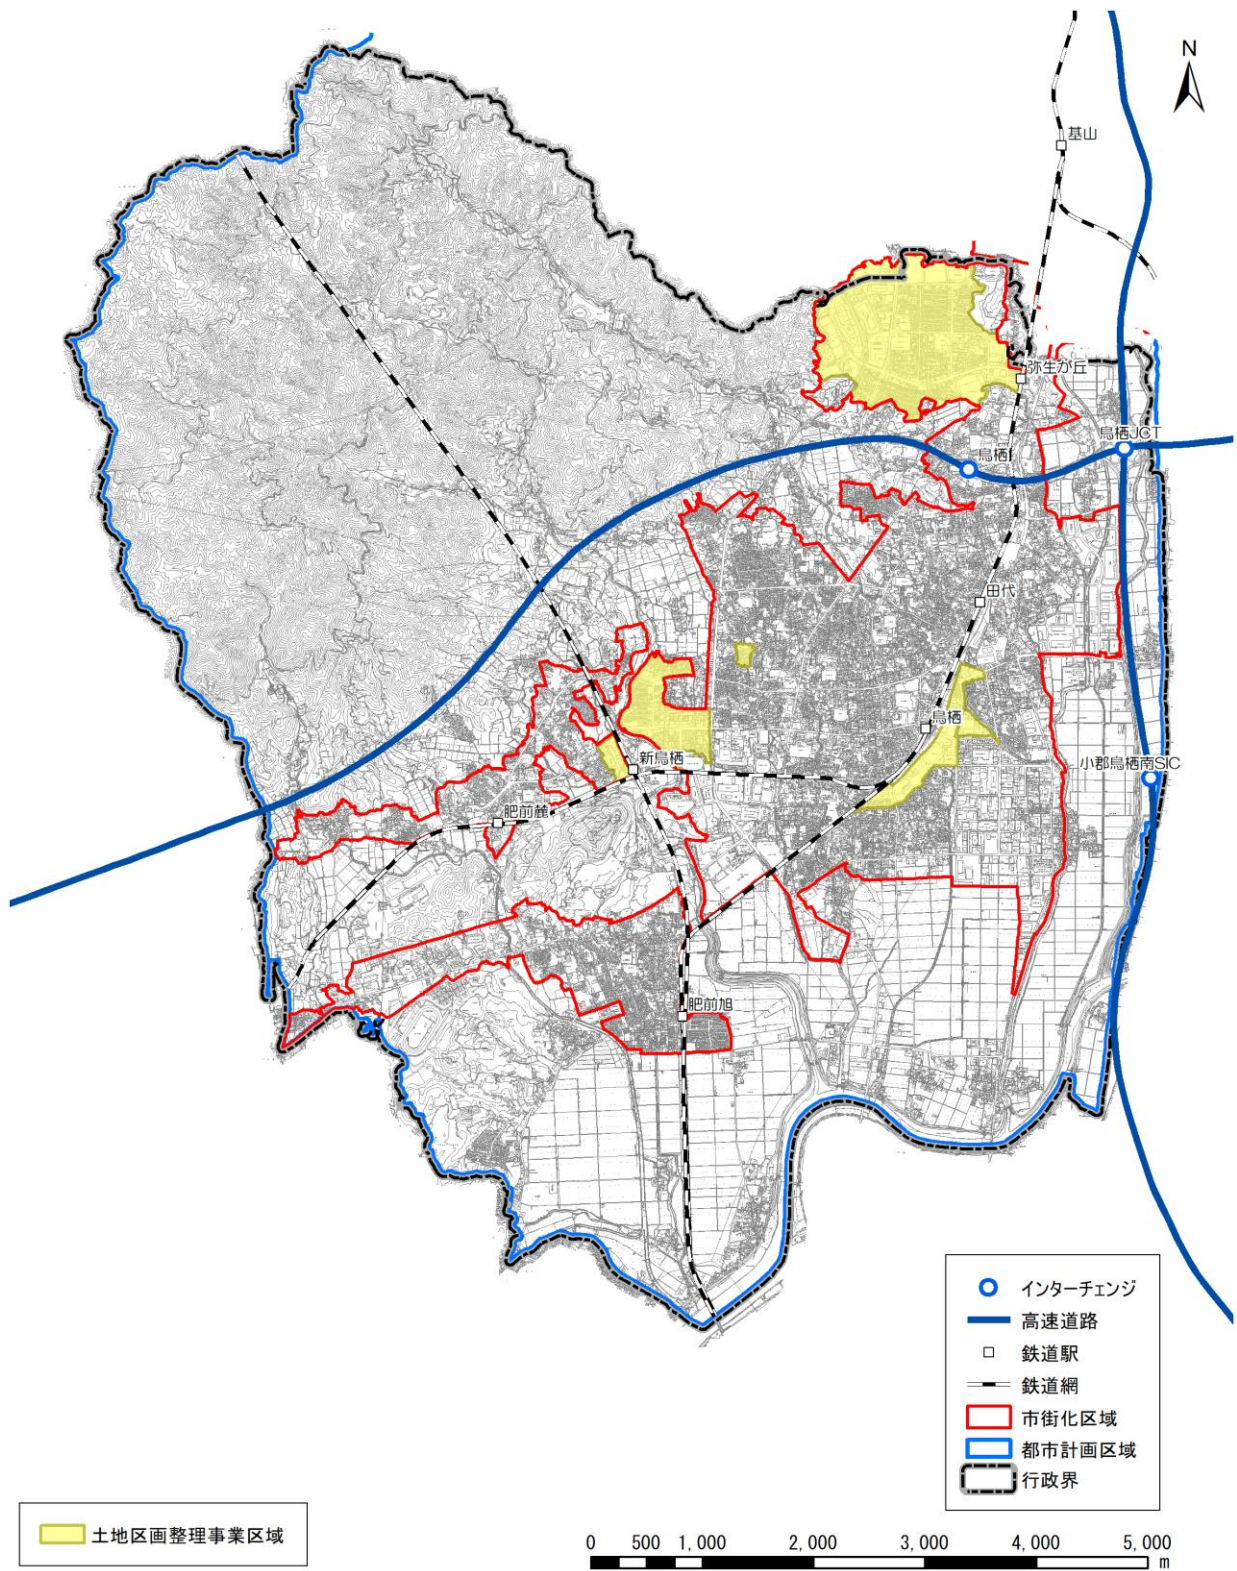 N
基山
弥生が丘
鳥栖JCT
鳥栖
田代
鳥栖
小郡鳥栖南SIC
新鳥栖
肥前麓
肥前旭
インターチェンジ
高速道路
鉄道駅
鉄道網
市街化区域
都市計画区域
行政界
土地区画整理事業区域
0 500 1,000 2,000 3,000 4,000 5,000
m